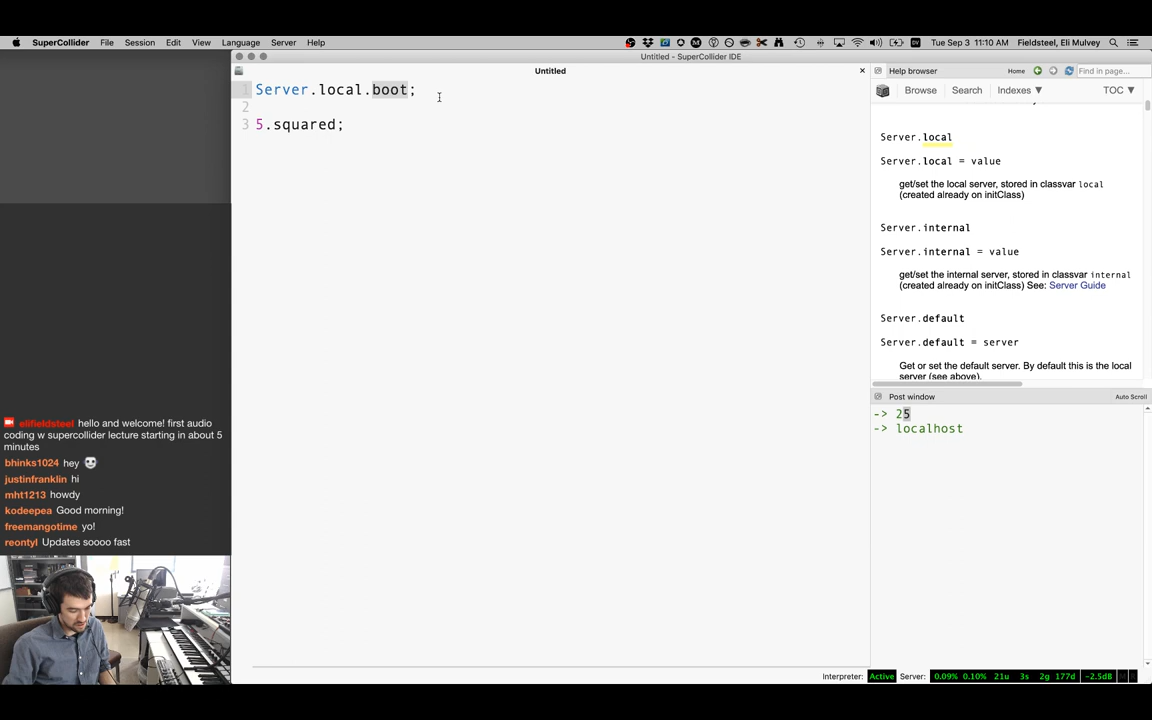 SuperCollider File Session Edit View Language Server Help
Tue Sep 3 11:10 AM Fieldsteel, Eli Mulvey
Untitled - SuperCollider IDE
Untitled
1 Server.local.boot;
2
3 5.squared;
Help browser Home Find in page...
Browse Search Indexes ▼ TOC ▼
Server.local
Server.local = value
get/set the local server, stored in classvar local
(created already on initClass)
Server.internal
Server.internal = value
get/set the internal server, stored in classvar internal
(created already on initClass) See: Server Guide
Server.default
Server.default = server
Get or set the default server. By default this is the local
server (see above).
Post window Auto Scroll
-> 25
-> localhost
elifieldsteel hello and welcome! first audio
coding w supercollider lecture starting in about 5
minutes
bhinks1024 hey
justinfranklin hi
mht1213 howdy
kodeepea Good morning!
freemangotime yo!
reontyl Updates soooo fast
Interpreter: Active Server: 0.09% 0.10% 21u 3s 2g 177d -2.5dB M R